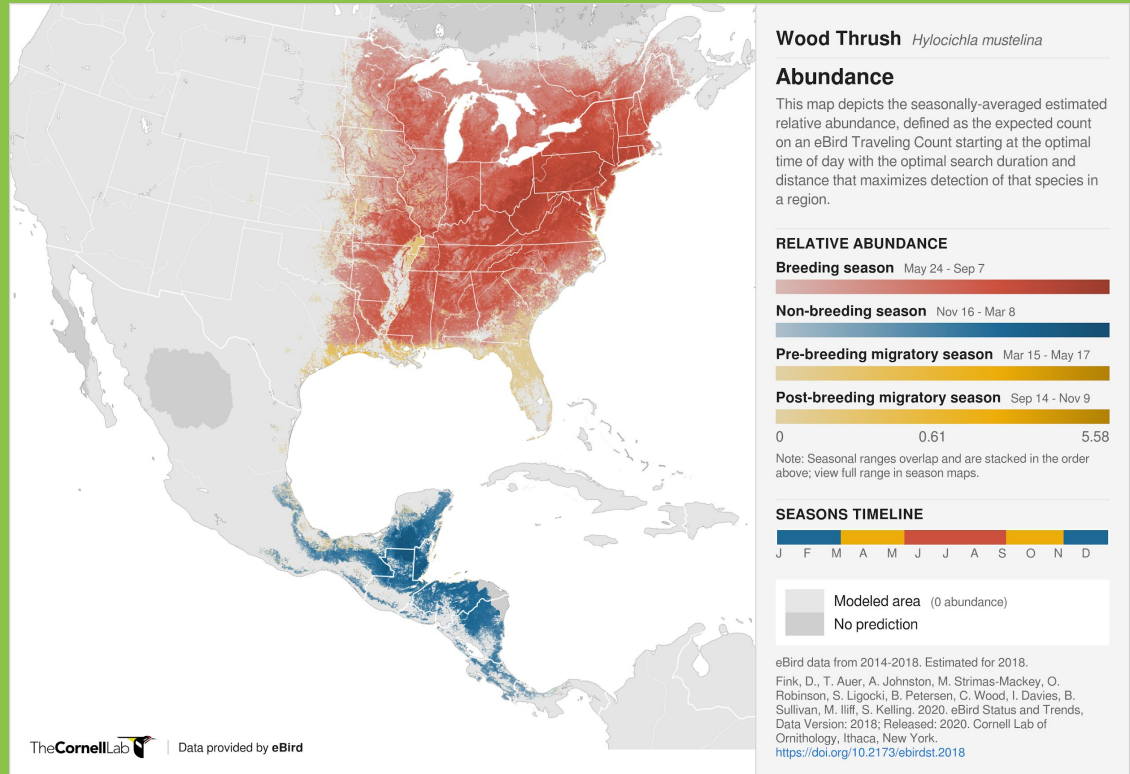 Wood Thrush Hylocichla mustelina
Abundance
This map depicts the seasonally-averaged estimated
relative abundance, defined as the expected count
on an eBird Traveling Count starting at the optimal
time of day with the optimal search duration and
distance that maximizes detection of that species in
a region.
RELATIVE ABUNDANCE
Breeding season May 24 - Sep 7
Non-breeding season Nov 16 - Mar 8
Pre-breeding migratory season Mar 15 - May 17
Post-breeding migratory season Sep 14 - Nov 9
0 0.61 5.58
Note: Seasonal ranges overlap and are stacked in the order
above; view full range in season maps.
SEASONS TIMELINE
J F M A M J J A S O N D
Modeled area (0 abundance)
No prediction
eBird data from 2014-2018. Estimated for 2018.
Fink, D., T. Auer, A. Johnston, M. Strimas-Mackey, O.
Robinson, S. Ligocki, B. Petersen, C. Wood, I. Davies, B.
Sullivan, M. Iliff, S. Kelling. 2020. eBird Status and Trends,
Data Version: 2018; Released: 2020. Cornell Lab of
Ornithology, Ithaca, New York.
https://doi.org/10.2173/ebirdst.2018
TheCornellLab Data provided by eBird